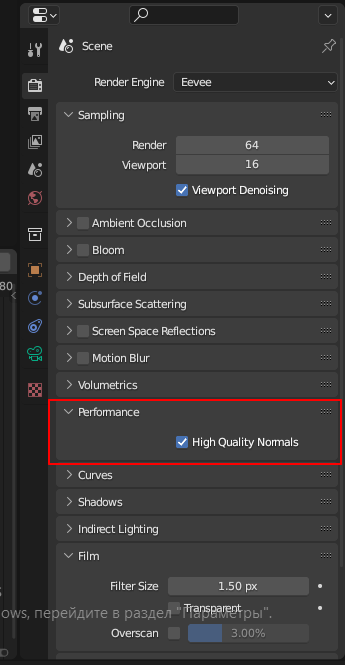 Scene
Render Engine Eevee
Sampling
Render 64
Viewport 16
Viewport Denoising
80
Ambient Occlusion
Bloom
Depth of Field
Subsurface Scattering
Screen Space Reflections
Motion Blur
Volumetrics
Performance
High Quality Normals
Curves
Shadows
Indirect Lighting
Film
Filter Size 1.50 px
Transparent
ows, перейдите в раздел "Параметры".
Overscan 3.00%